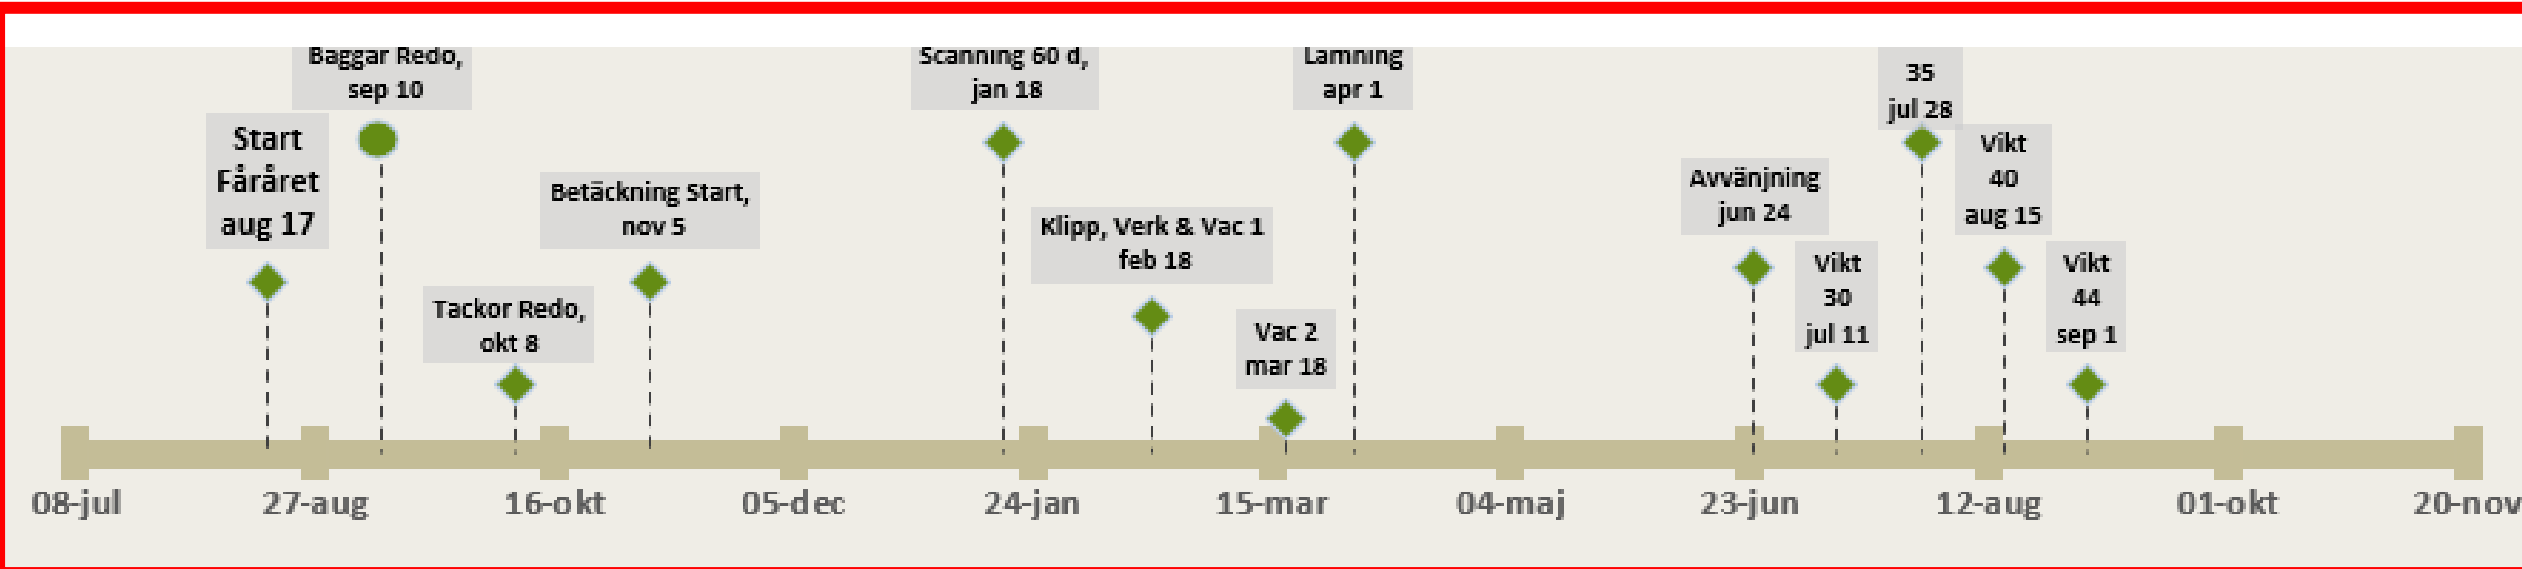 Baggar Redo,
sep 10
Start
Fåråret
aug 17
Tackor Redo,
okt 8
Betäckning Start,
nov 5
Scanning 60 d,
jan 18
Klipp, Verk & Vac 1
feb 18
Vac 2
mar 18
Lamning
apr 1
Avvänjning
jun 24
Vikt
30
jul 11
35
jul 28
Vikt
40
aug 15
Vikt
44
sep 1
08-jul 27-aug 16-okt 05-dec 24-jan 15-mar 04-maj 23-jun 12-aug 01-okt 20-nov